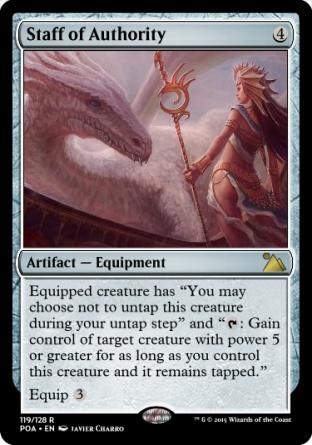 Staff of Authority 4
Artifact — Equipment
Equipped creature has “You may
choose not to untap this creature
during your untap step” and “: Gain
control of target creature with power 5
or greater for as long as you control
this creature and it remains tapped.”
Equip 3
119/128 R
POA • EN JAVIER CHARRO
™ & © 2015 Wizards of the Coast